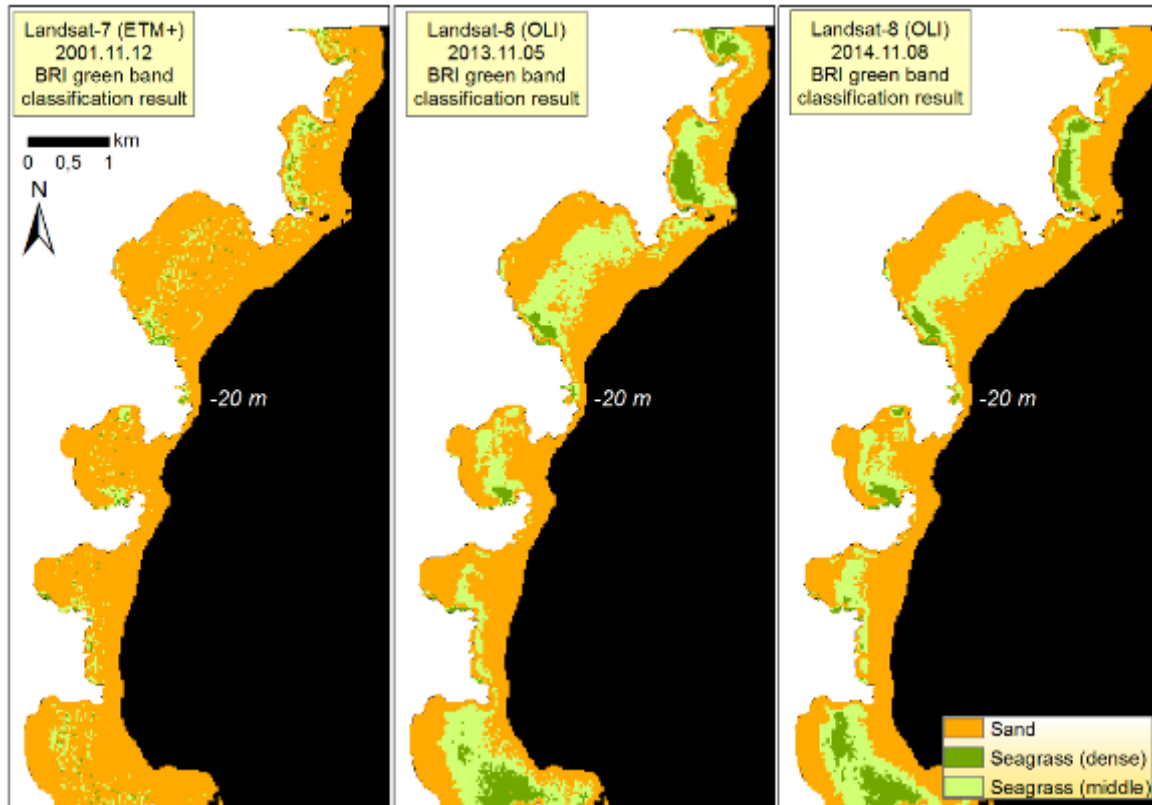 Landsat-7 (ETM+)
2001.11.12
BRI green band
classification result
km
0 0,5 1
N
-20 m
Landsat-8 (OLI)
2013.11.05
BRI green band
classification result
-20 m
Landsat-8 (OLI)
2014.11.08
BRI green band
classification result
-20 m
Sand
Seagrass (dense)
Seagrass (middle)